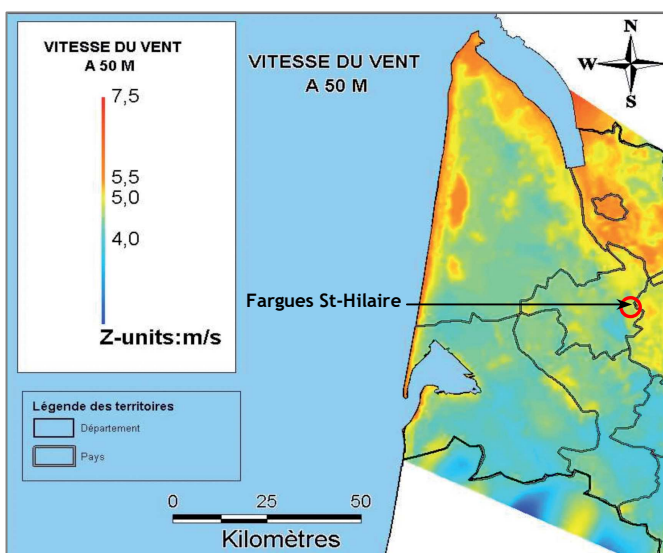 VITESSE DU VENT
A 50 M
7,5
5,5
5,0
4,0
Z-units:m/s
VITESSE DU VENT
A 50 M
N
W
E
S
Fargues St-Hilaire
Légende des territoires
Département
Pays
0
25
50
Kilomètres